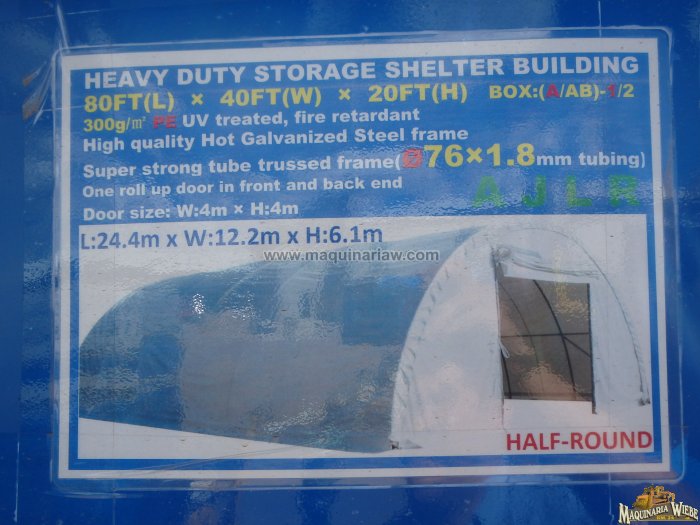 HEAVY DUTY STORAGE SHELTER BUILDING
80FT(L) × 40FT(W) × 20FT(H) BOX:(A/AB)-1/2
300g/㎡ PE UV treated, fire retardant
High quality Hot Galvanized Steel frame
Super strong tube trussed frame(⌀76×1.8mm tubing)
One roll up door in front and back end
Door size: W:4m × H:4m
A J L R
L:24.4m x W:12.2m x H:6.1m
www.maquinariaw.com
HALF-ROUND
MAQUINARIA WIEBE